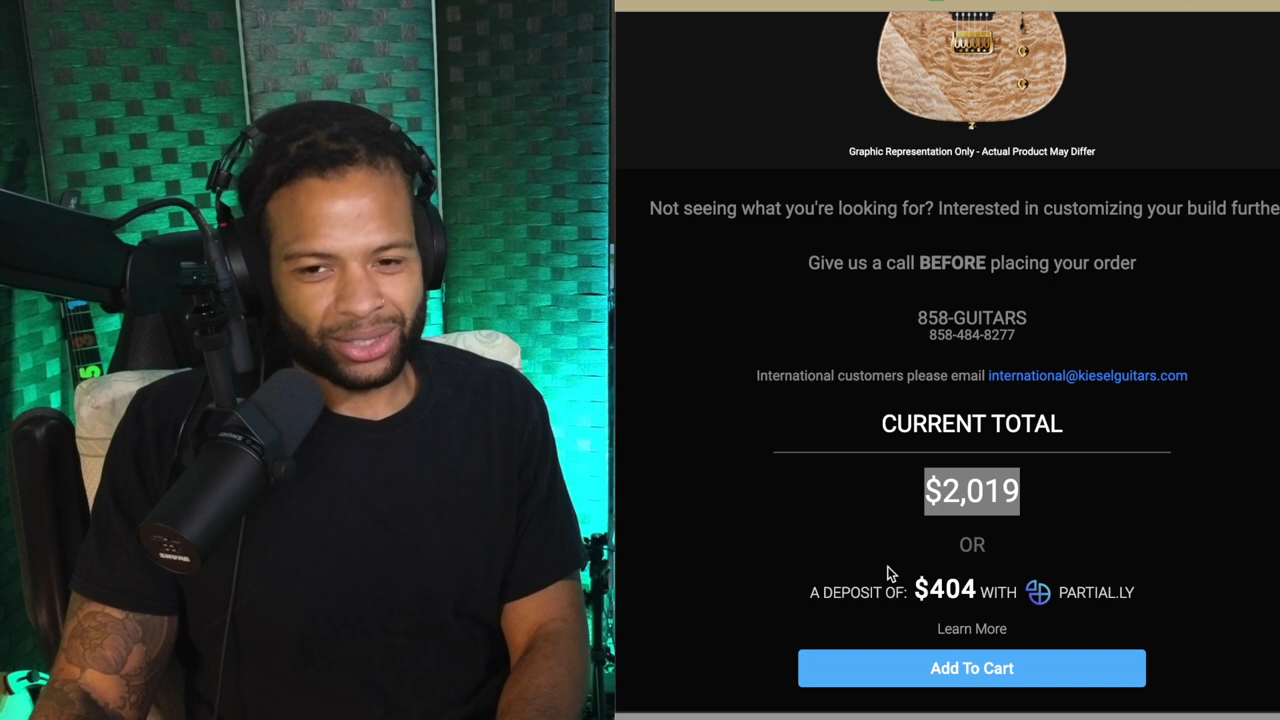 Graphic Representation Only - Actual Product May Differ
Not seeing what you're looking for? Interested in customizing your build furthe
Give us a call BEFORE placing your order
858-GUITARS
858-484-8277
International customers please email international@kieselguitars.com
CURRENT TOTAL
$2,019
OR
A DEPOSIT OF: $404 WITH PARTIAL.LY
Learn More
Add To Cart
SHURE